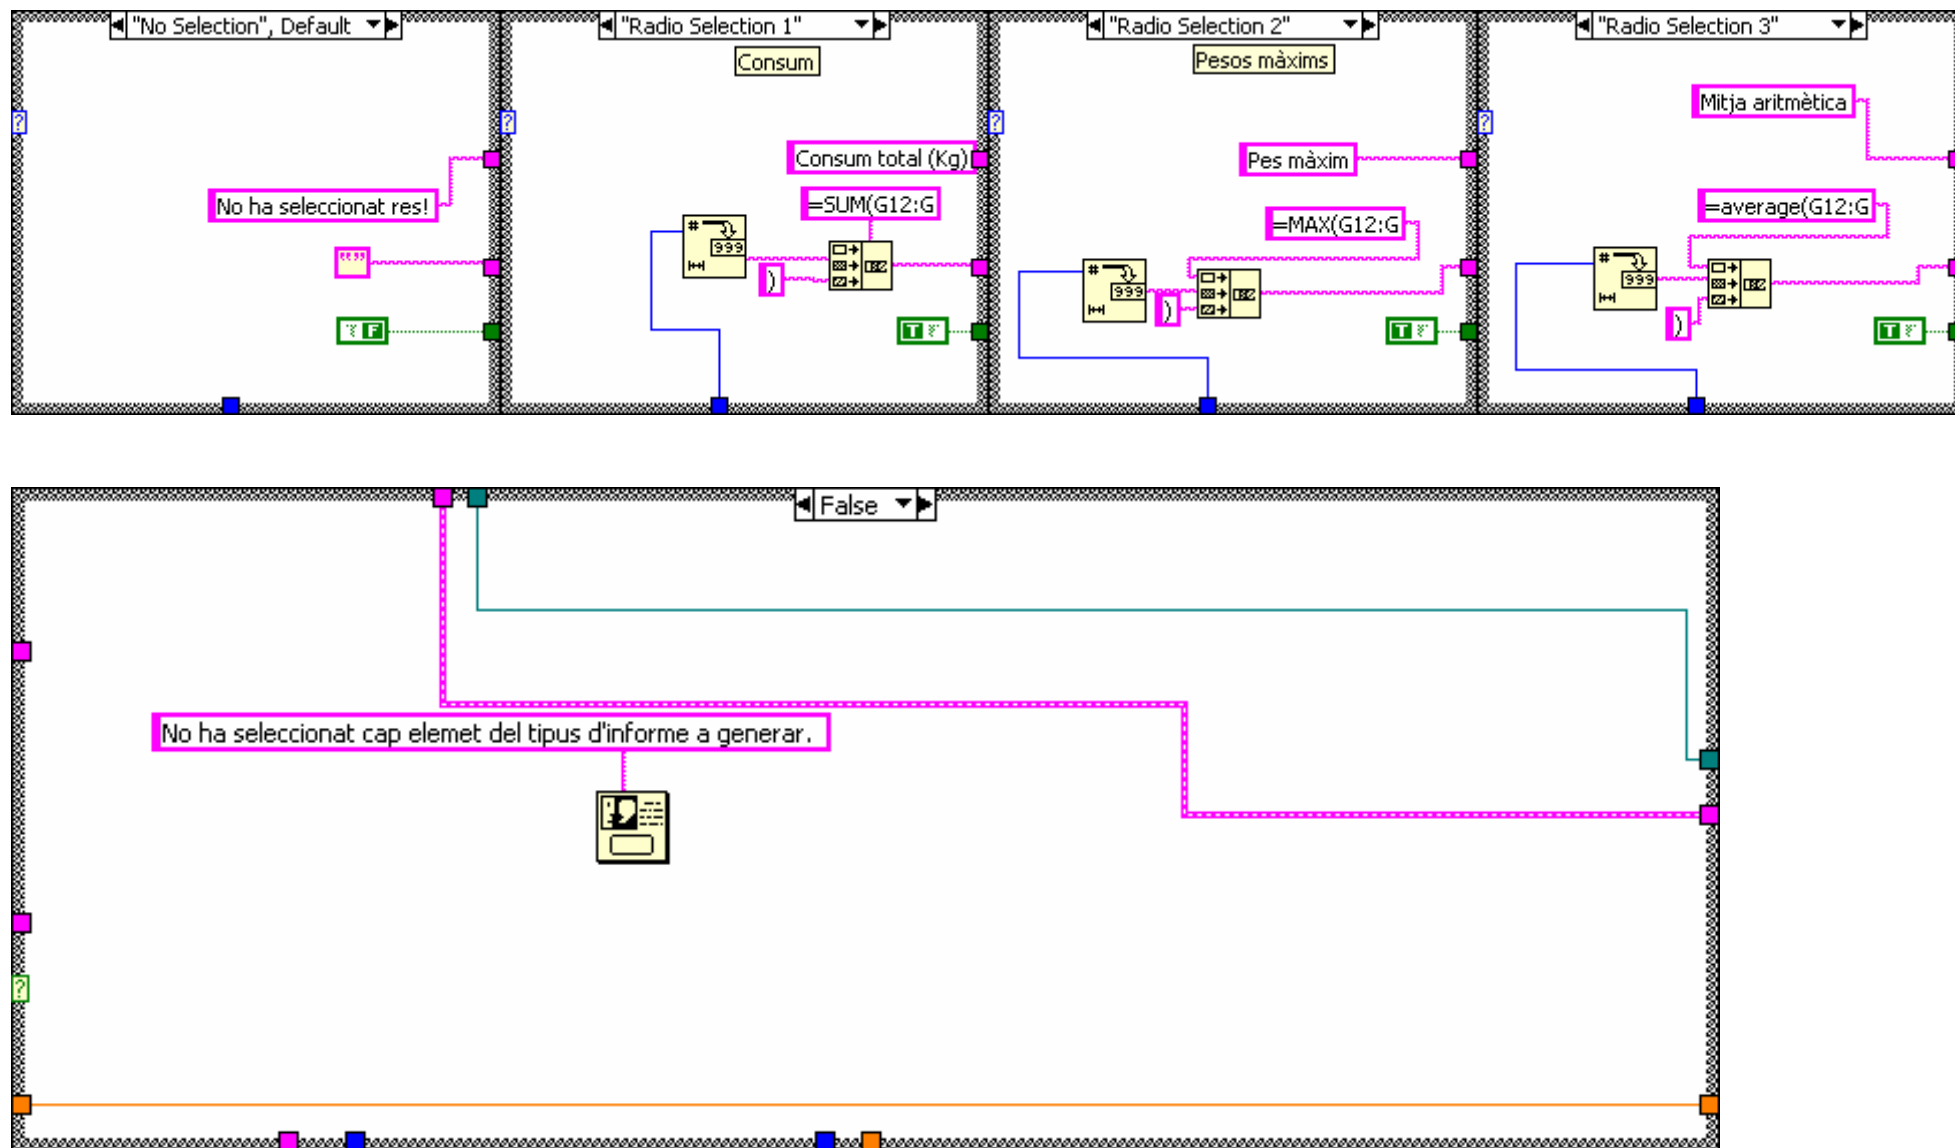 "No Selection", Default
No ha seleccionat res!
""
F
?
"Radio Selection 1"
Consum
Consum total (Kg)
=SUM(G12:G
#
999
)
T
?
"Radio Selection 2"
Pesos màxims
Pes màxim
=MAX(G12:G
#
999
)
T
?
"Radio Selection 3"
Mitja aritmètica
=average(G12:G
#
999
)
T
?
False
No ha seleccionat cap elemet del tipus d'informe a generar.
?